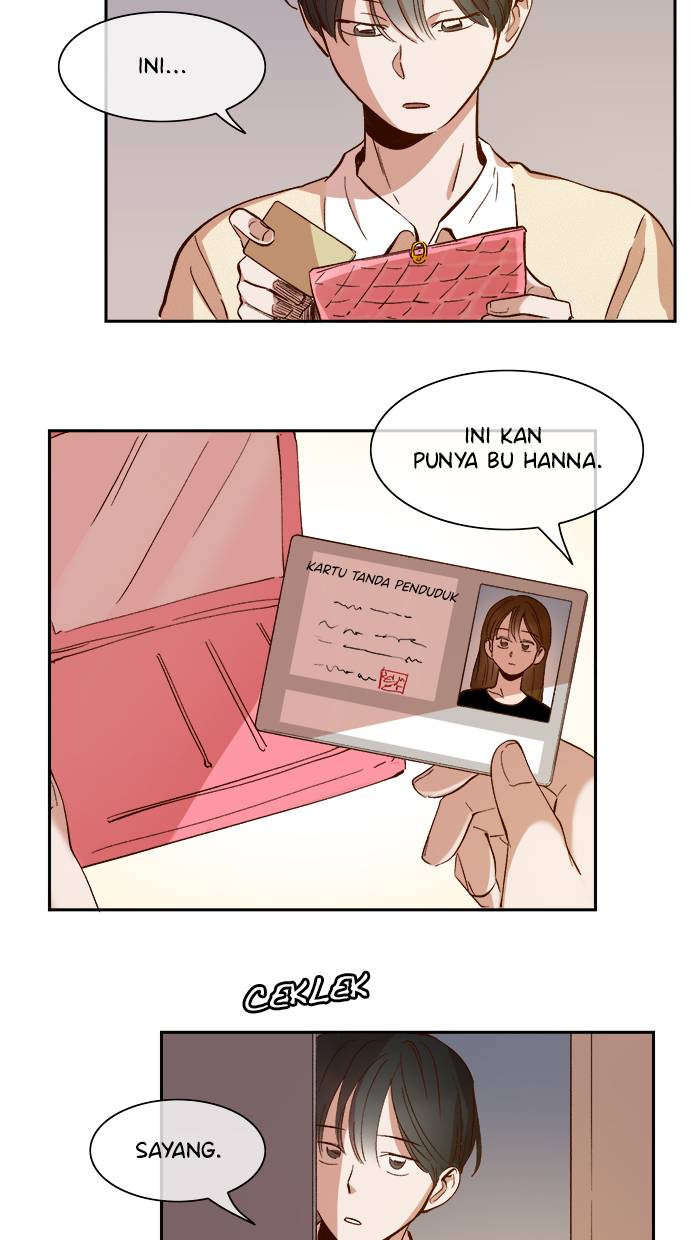 INI...
INI KAN
PUNYA BU HANNA.
KARTU TANDA PENDUDUK
CEKLEK
SAYANG.